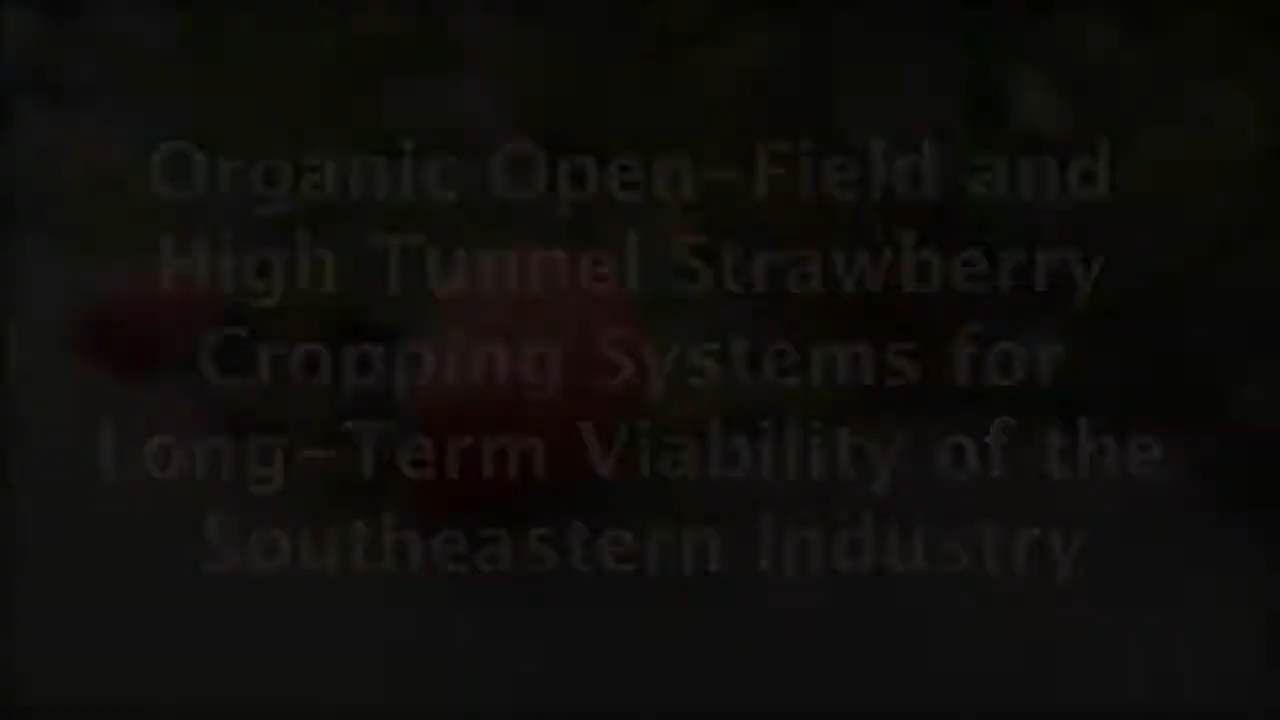 Organic Open-Field and
High Tunnel Strawberry
Cropping Systems for
Long-Term Viability of the
Southeastern Industry